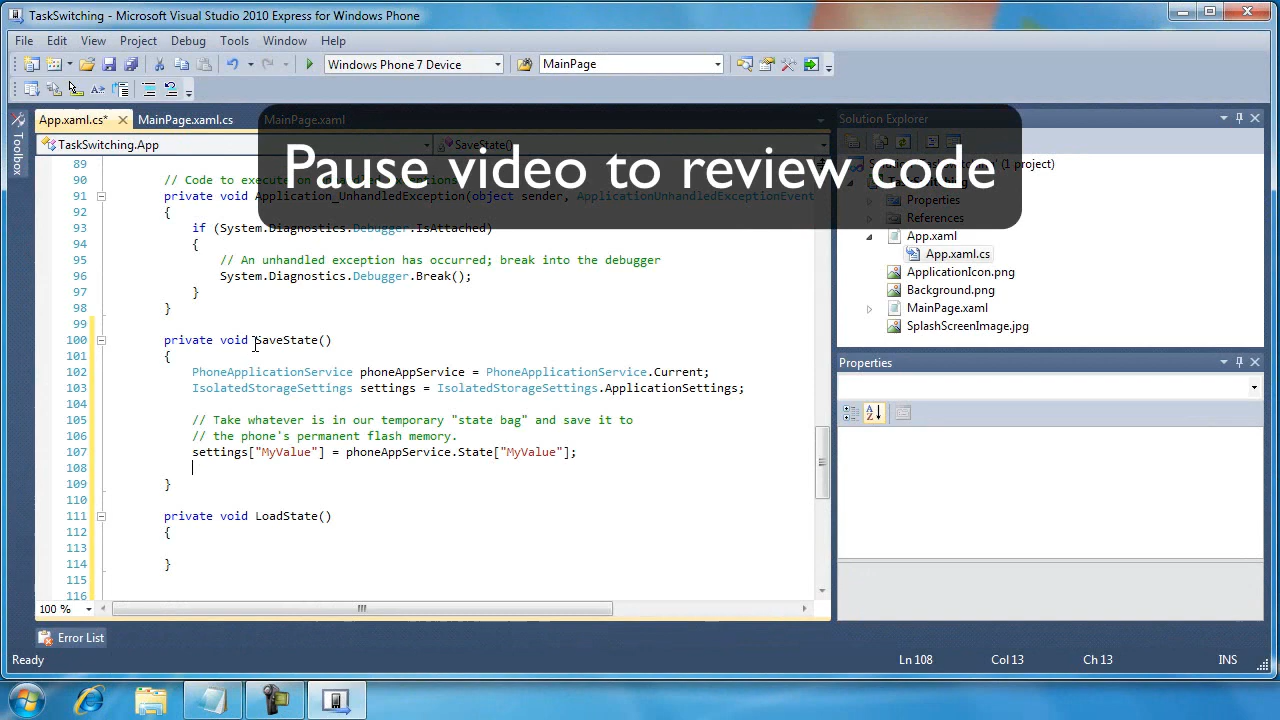 TaskSwitching - Microsoft Visual Studio 2010 Express for Windows Phone
File Edit View Project Debug Tools Window Help
Windows Phone 7 Device MainPage
App.xaml.cs* MainPage.xaml.cs MainPage.xaml
Solution Explorer
TaskSwitching.App SaveState()
Pause video to review code
89
90 // Code to execute on Unhandled Exceptions
91 private void Application_UnhandledException(object sender, ApplicationUnhandledExceptionEvent
92 {
93 if (System.Diagnostics.Debugger.IsAttached)
94 {
95 // An unhandled exception has occurred; break into the debugger
96 System.Diagnostics.Debugger.Break();
97 }
98 }
99
100 private void SaveState()
101 {
102 PhoneApplicationService phoneAppService = PhoneApplicationService.Current;
103 IsolatedStorageSettings settings = IsolatedStorageSettings.ApplicationSettings;
104
105 // Take whatever is in our temporary "state bag" and save it to
106 // the phone's permanent flash memory.
107 settings["MyValue"] = phoneAppService.State["MyValue"];
108
109 }
110
111 private void LoadState()
112 {
113
114 }
115
116
100 %
Toolbox
(1 project)
TaskSwitching
Properties
References
App.xaml
App.xaml.cs
ApplicationIcon.png
Background.png
MainPage.xaml
SplashScreenImage.jpg
Properties
Error List
Ready Ln 108 Col 13 Ch 13 INS